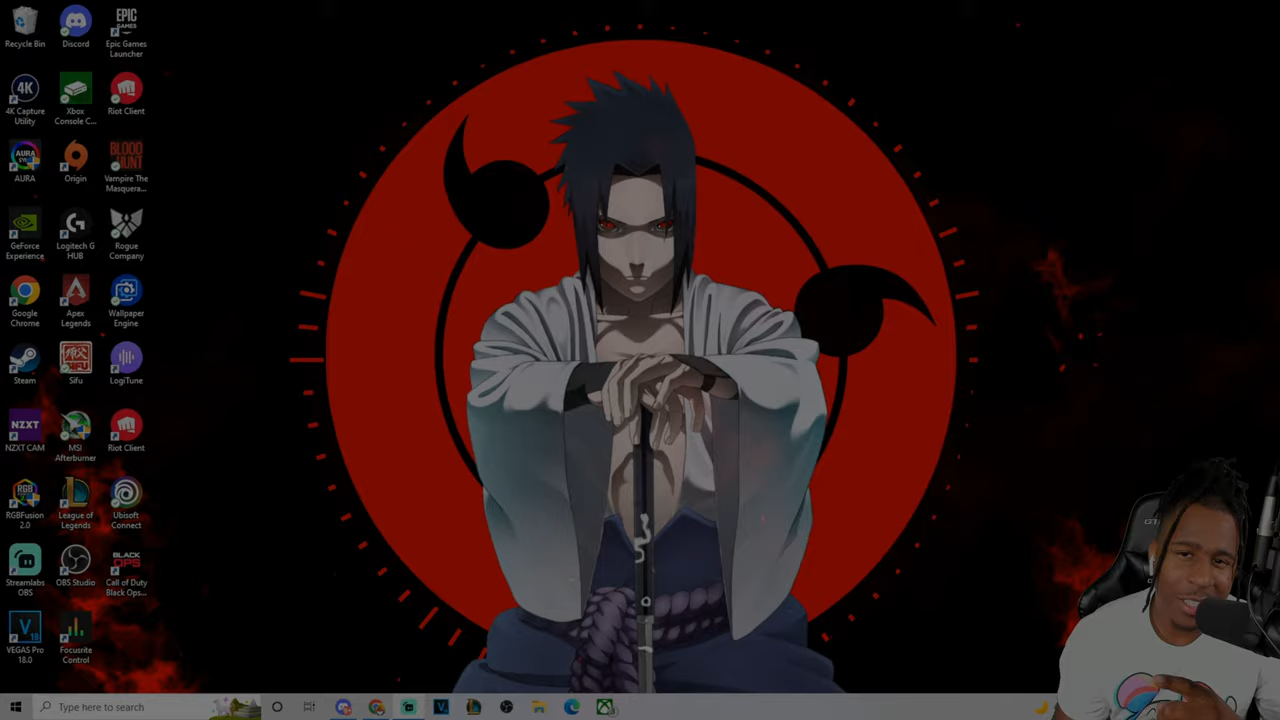 Recycle Bin
Discord
EPIC GAMES
Epic Games Launcher
4K
4K Capture Utility
Xbox Console C...
Riot Client
AURA
AURA
Origin
BLOOD HUNT
Vampire The Masquera...
GeForce Experience
Logitech G HUB
Rogue Company
Google Chrome
Apex Legends
Wallpaper Engine
Steam
Sifu
LogiTune
NZXT
NZXT CAM
MSI Afterburner
Riot Client
RGB
RGBFusion 2.0
League of Legends
Ubisoft Connect
Streamlabs OBS
OBS Studio
BLACK OPS
Call of Duty Black Ops...
V
18
VEGAS Pro 18.0
Focusrite Control
Type here to search